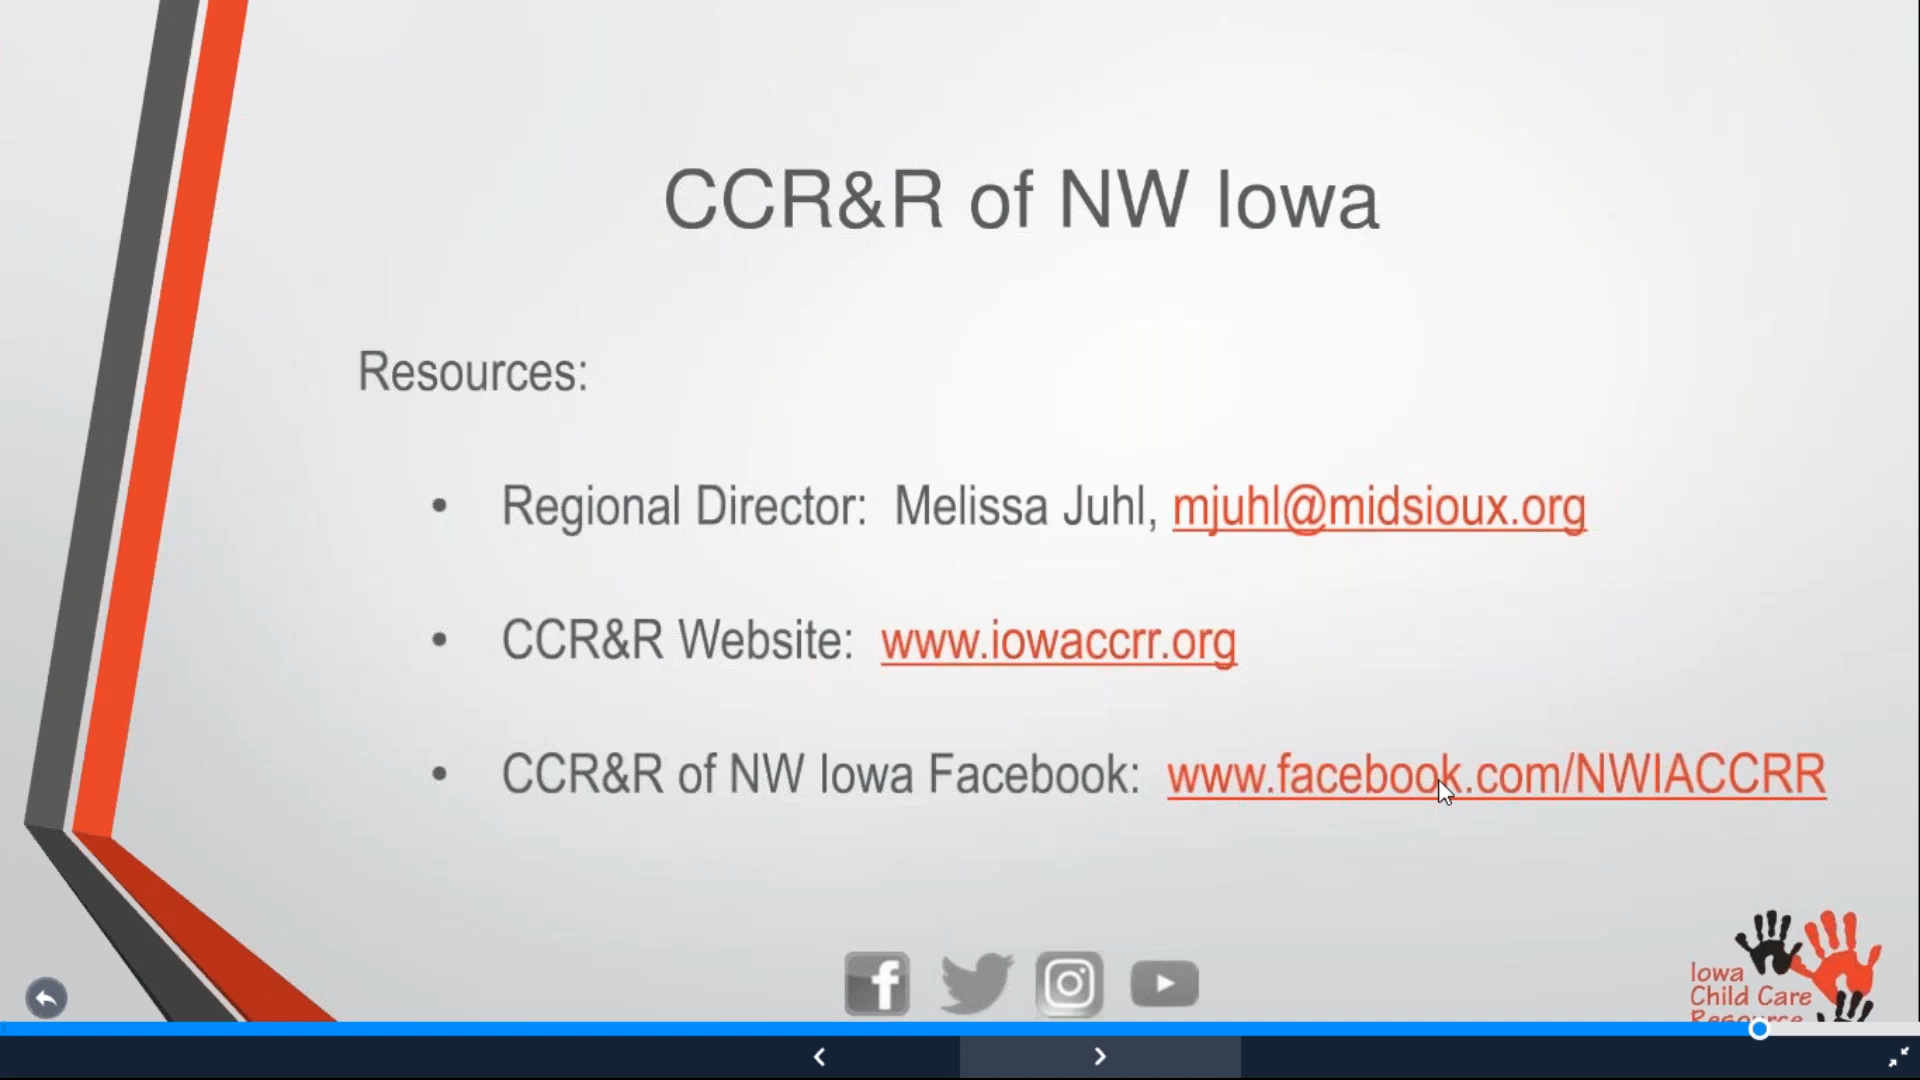 CCR&R of NW Iowa
Resources:
• Regional Director: Melissa Juhl, mjuhl@midsioux.org
• CCR&R Website: www.iowaccrr.org
• CCR&R of NW Iowa Facebook: www.facebook.com/NWIACCRR
Iowa
Child Care
Resource